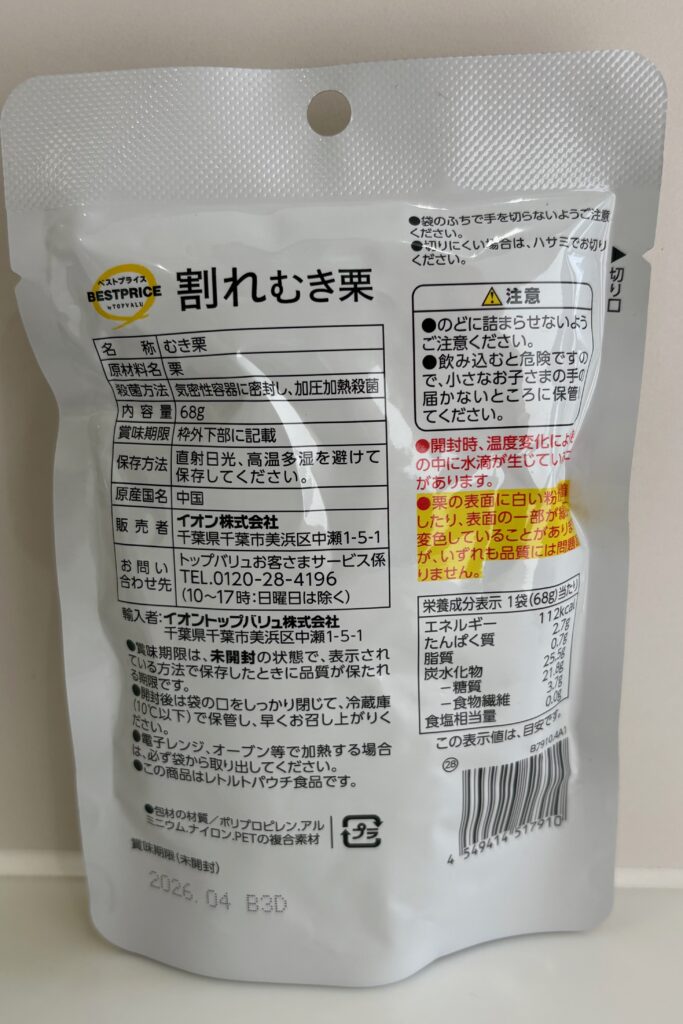 ベストプライス
BESTPRICE
by TOPVALU
割れむき栗
名称 むき栗
原材料名 栗
殺菌方法 気密性容器に密封し、加圧加熱殺菌
内容量 68g
賞味期限 枠外下部に記載
保存方法 直射日光、高温多湿を避けて
保存してください。
原産国名 中国
販売者 イオン株式会社
千葉県千葉市美浜区中瀬1-5-1
お問い
合わせ先
トップバリュお客さまサービス係
TEL.0120-28-4196
(10〜17時:日曜日は除く)
輸入者:イオントップバリュ株式会社
千葉県千葉市美浜区中瀬1-5-1
●賞味期限は、未開封の状態で、表示され
ている方法で保存したときに品質が保たれ
る期限です。
●開封後は袋の口をしっかり閉じて、冷蔵庫
(10℃以下)で保管し、早くお召し上がりく
ださい。
●電子レンジ、オーブン等で加熱する場合
は、必ず袋から取り出してください。
●この商品はレトルトパウチ食品です。
●包材の材質/ポリプロピレン.アル
ミニウム.ナイロン.PETの複合素材
プラ
賞味期限(未開封)
2026.04 B3D
●袋のふちで手を切らないようご注意
ください。
●切りにくい場合は、ハサミでお切り
ください。
切り口
注意
●のどに詰まらせないよう
ご注意ください。
●飲み込むと危険ですの
で、小さなお子さまの手の
届かないところに保管
してください。
●開封時、温度変化によ
の中に水滴が生じてい
があります。
●栗の表面に白い粉
したり、表面の一部が
変色していることがあり
が、いずれも品質には問題
りません。
栄養成分表示 1袋(68g)当たり
エネルギー 112kcal
たんぱく質 2.7g
脂質 0.7g
炭水化物 25.5g
-糖質 21.8g
-食物繊維 3.7g
食塩相当量 0.0g
この表示値は、目安です。
B7910.4A1
28
4 549414 517910